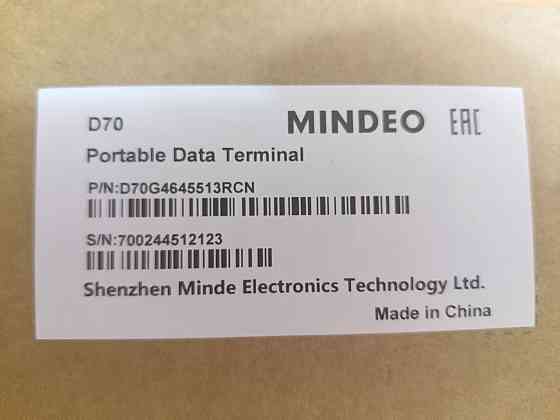 D70 MINDEO EAC
Portable Data Terminal
P/N:D70G4645513RCN
S/N:700244512123
Shenzhen Minde Electronics Technology Ltd.
Made in China